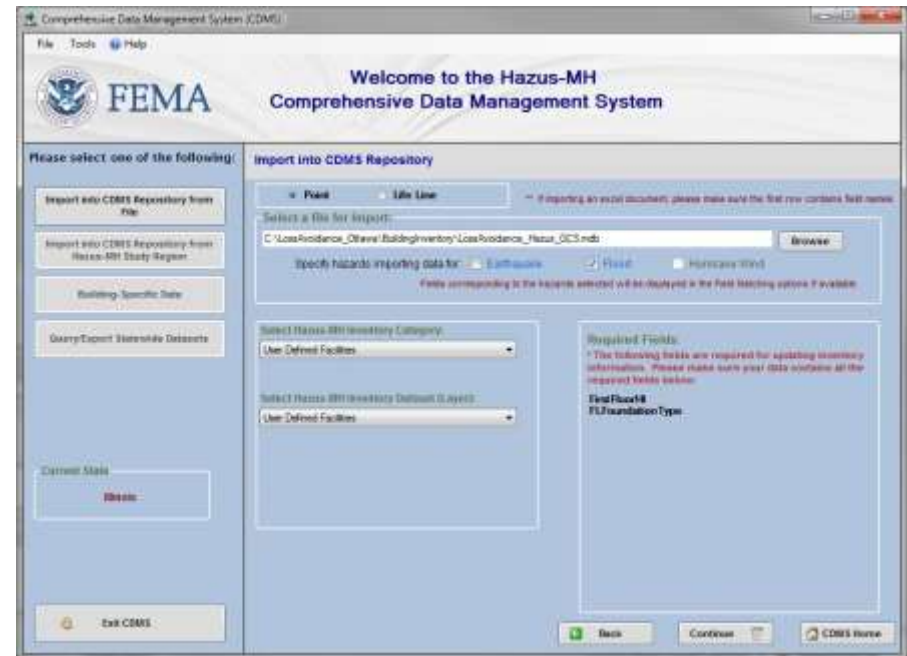 Comprehensive Data Management System (CDMS)
File Tools Help
FEMA
Welcome to the Hazus-MH
Comprehensive Data Management System
Please select one of the following:
Import into CDMS Repository from
File
Import into CDMS Repository from
Hazus-MH Study Region
Building-Specific Data
Query/Export Statewide Datasets
Current State
Illinois
Exit CDMS
Import into CDMS Repository
Point Life Line
If importing an excel document, please make sure the first row contains field names
Select a file for import:
C:\LossAvoidance_Ottawa\BuildingInventory\LossAvoidance_Hazus_GCS.mdb
Browse
Specify hazards importing data for: Earthquake Flood Hurricane Wind
Fields corresponding to the hazards selected will be displayed in the Field Matching options if available
Select Hazus-MH Inventory Category:
User Defined Facilities
Select Hazus-MH Inventory Dataset (Layer):
User Defined Facilities
Required Fields
* The following fields are required for updating inventory
information. Please make sure your data contains all the
required fields below:
FirstFloorHt
FLFoundationType
Back
Continue
CDMS Home